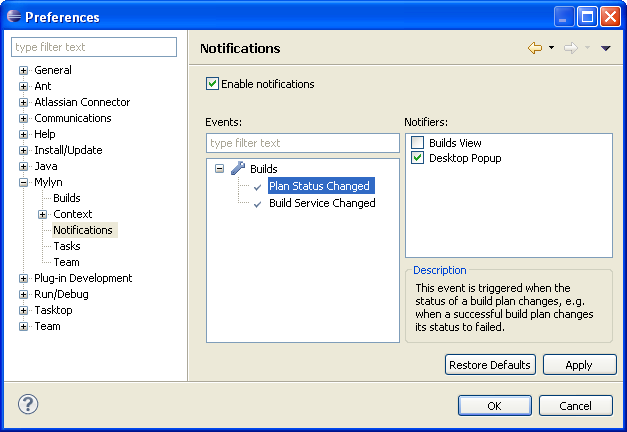 Preferences
type filter text
General
Ant
Atlassian Connector
Communications
Help
Install/Update
Java
Mylyn
Builds
Context
Notifications
Tasks
Team
Plug-in Development
Run/Debug
Tasktop
Team
Notifications
Enable notifications
Events:
type filter text
Builds
Plan Status Changed
Build Service Changed
Notifiers:
Builds View
Desktop Popup
Description
This event is triggered when the
status of a build plan changes, e.g.
when a successful build plan changes
its status to failed.
Restore Defaults
Apply
?
OK
Cancel